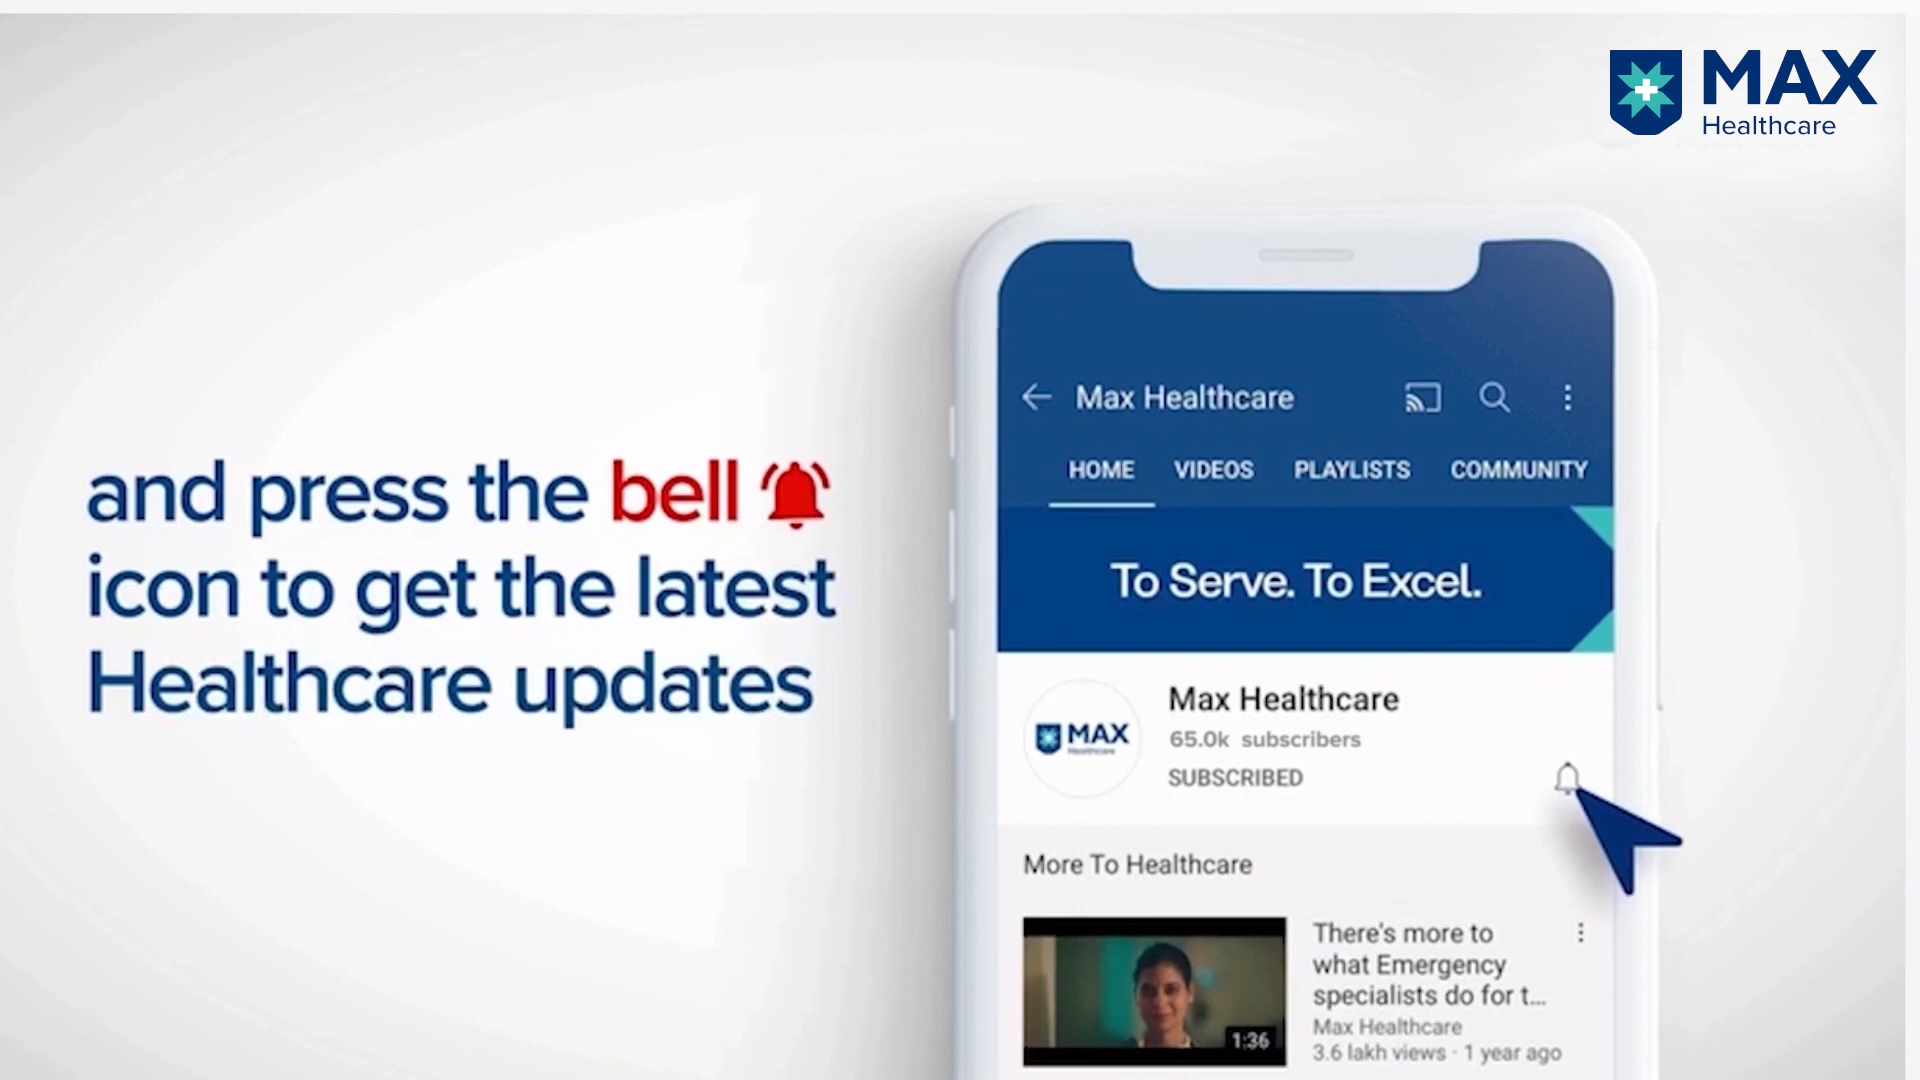 MAX
Healthcare
and press the bell
icon to get the latest
Healthcare updates
Max Healthcare
HOME VIDEOS PLAYLISTS COMMUNITY
To Serve. To Excel.
MAX
Healthcare
Max Healthcare
65.0k subscribers
SUBSCRIBED
More To Healthcare
1:36
There's more to
what Emergency
specialists do for t...
Max Healthcare
3.6 lakh views · 1 year ago